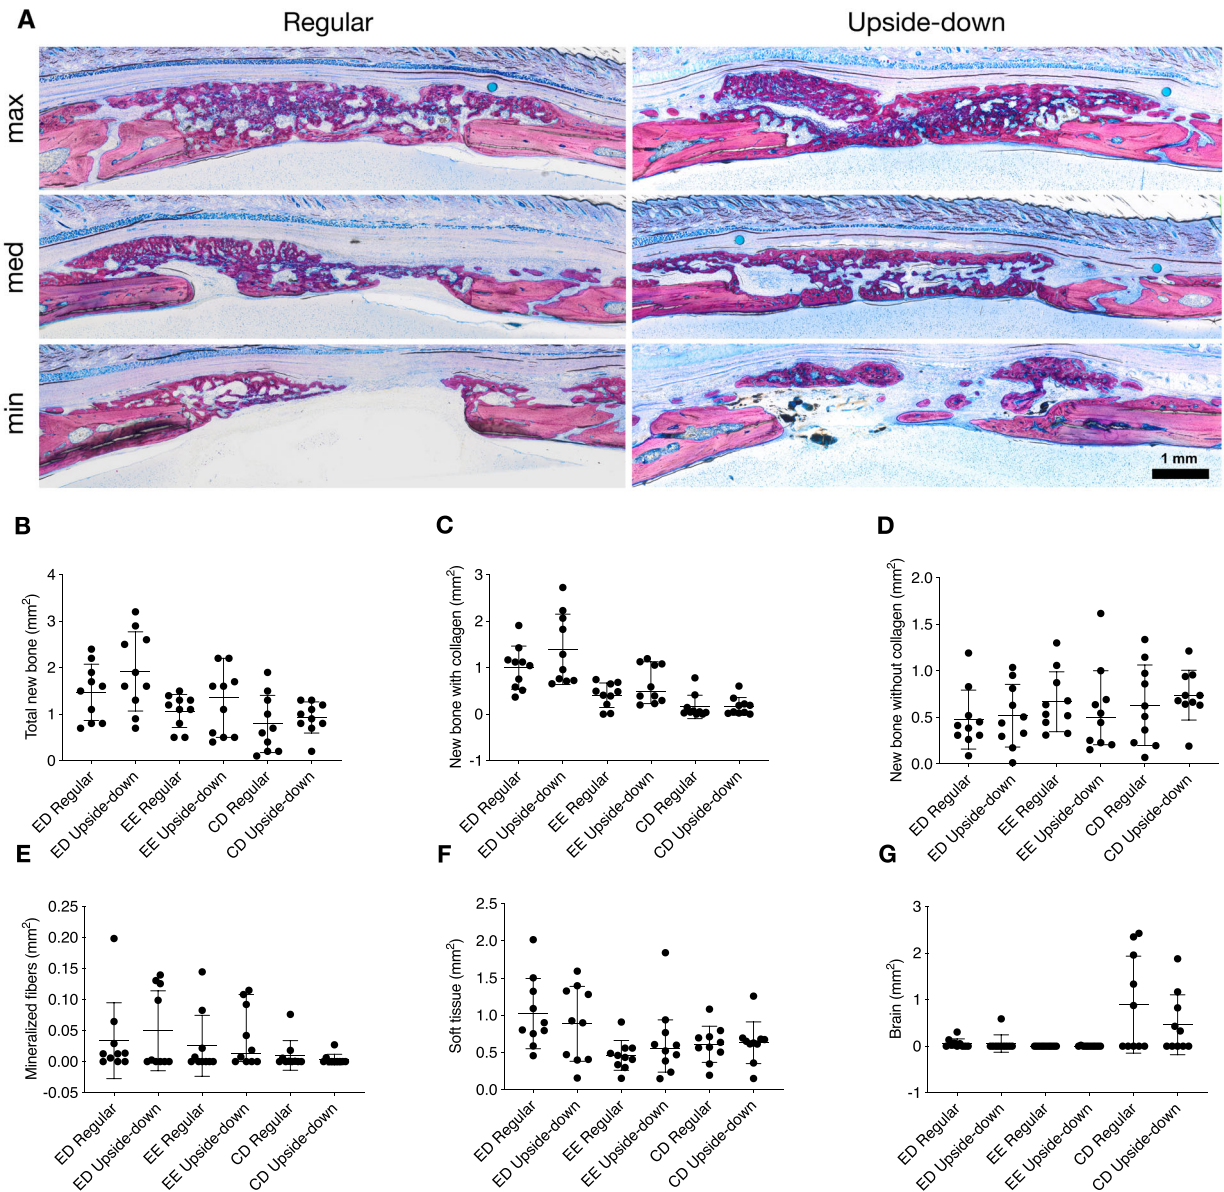 A
Regular
Upside-down
max
med
min
1 mm
B
Total new bone (mm2)
4
3
2
1
0
ED Regular
ED Upside-down
EE Regular
EE Upside-down
CD Regular
CD Upside-down
C
New bone with collagen (mm2)
3
2
1
0
-1
ED Regular
ED Upside-down
EE Regular
EE Upside-down
CD Regular
CD Upside-down
D
New bone without collagen (mm2)
2.0
1.5
1.0
0.5
0.0
ED Regular
ED Upside-down
EE Regular
EE Upside-down
CD Regular
CD Upside-down
E
Mineralized fibers (mm2)
0.25
0.20
0.15
0.10
0.05
0.00
-0.05
ED Regular
ED Upside-down
EE Regular
EE Upside-down
CD Regular
CD Upside-down
F
Soft tissue (mm2)
2.5
2.0
1.5
1.0
0.5
0.0
ED Regular
ED Upside-down
EE Regular
EE Upside-down
CD Regular
CD Upside-down
G
Brain (mm2)
3
2
1
0
-1
ED Regular
ED Upside-down
EE Regular
EE Upside-down
CD Regular
CD Upside-down